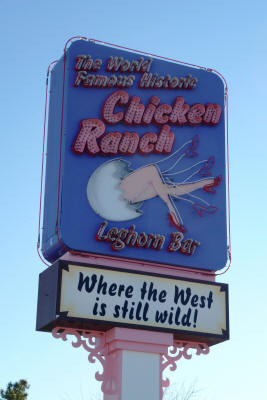 The World
Famous Historic
Chicken
Ranch
Leghorn Bar
Where the West
is still wild!